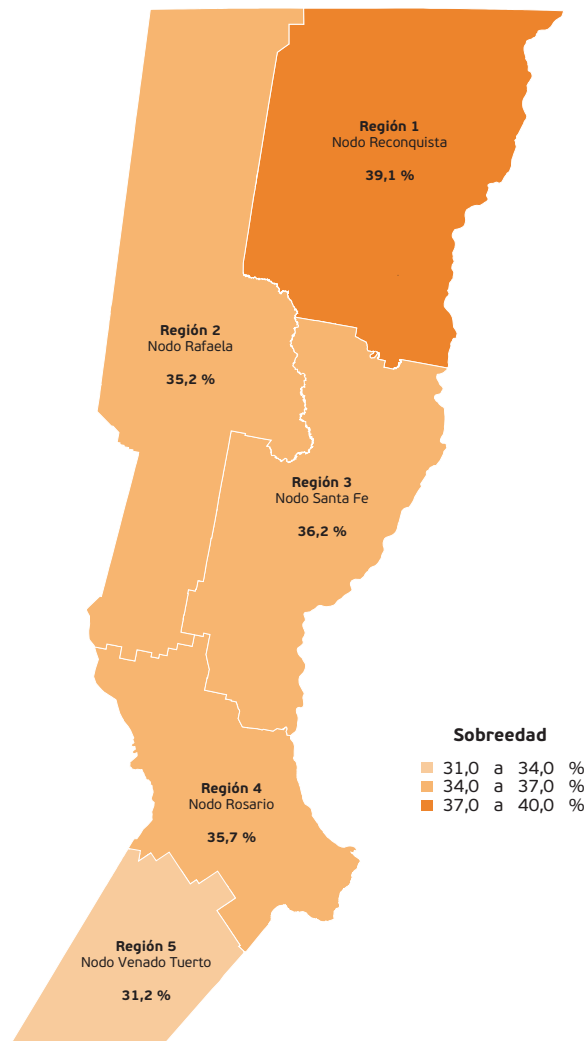 Región 1
Nodo Reconquista
39,1 %
Región 2
Nodo Rafaela
35,2 %
Región 3
Nodo Santa Fe
36,2 %
Sobreedad
31,0 a 34,0 %
34,0 a 37,0 %
37,0 a 40,0 %
Región 4
Nodo Rosario
35,7 %
Región 5
Nodo Venado Tuerto
31,2 %